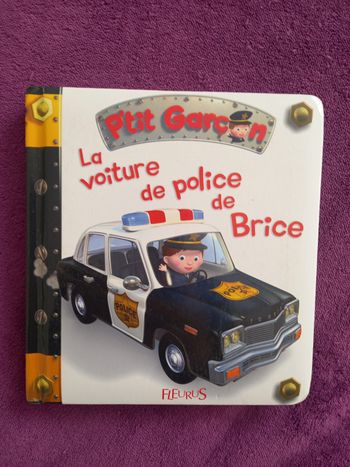 P'tit Garçon
La
voiture
de police
de
Brice
POLICE
POLICE
FLEURUS